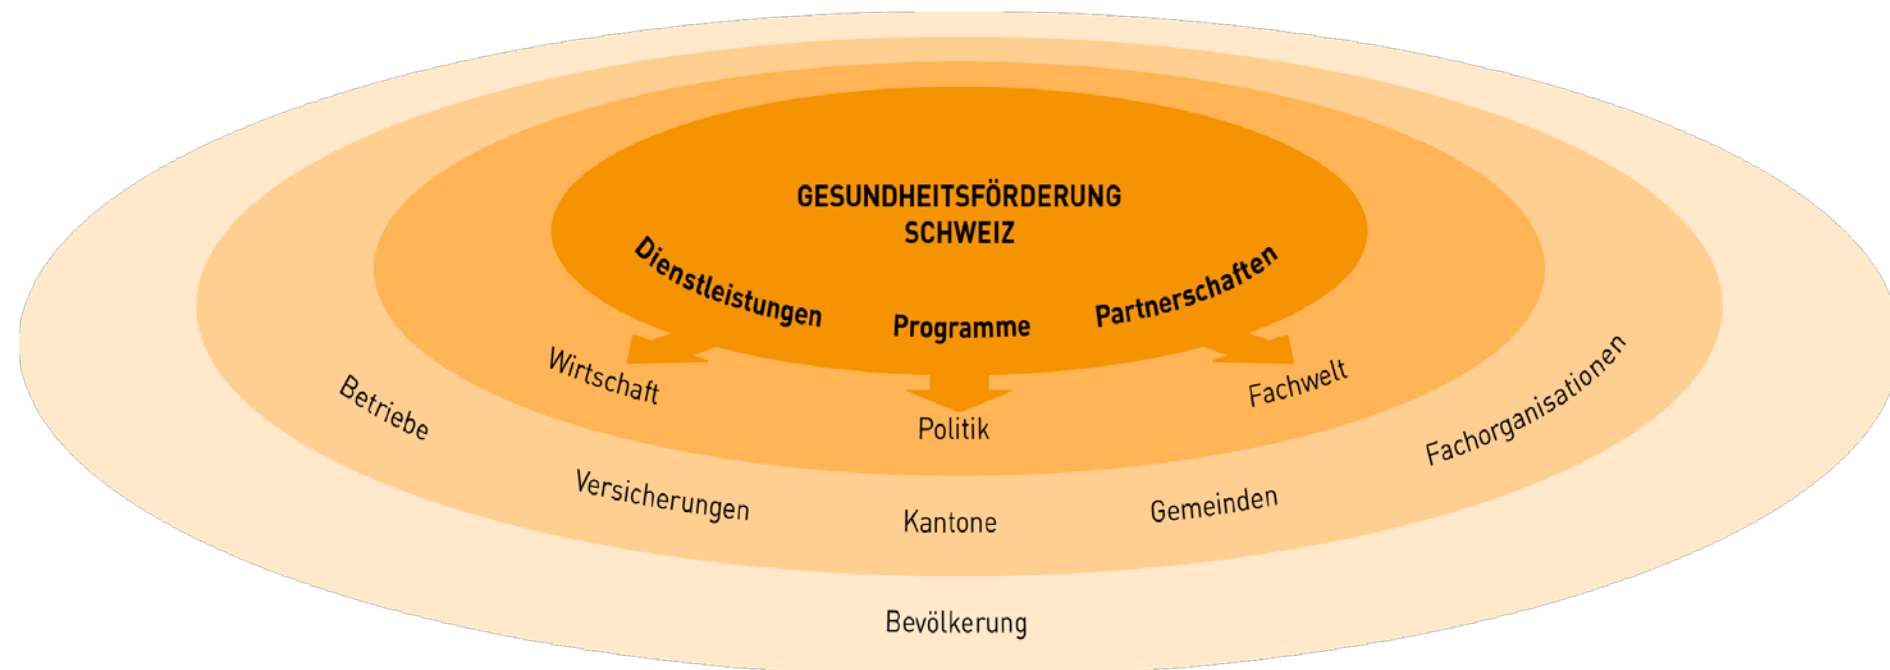 GESUNDHEITSFÖRDERUNG
SCHWEIZ
Dienstleistungen
Programme
Partnerschaften
Wirtschaft
Politik
Fachwelt
Betriebe
Versicherungen
Kantone
Gemeinden
Fachorganisationen
Bevölkerung